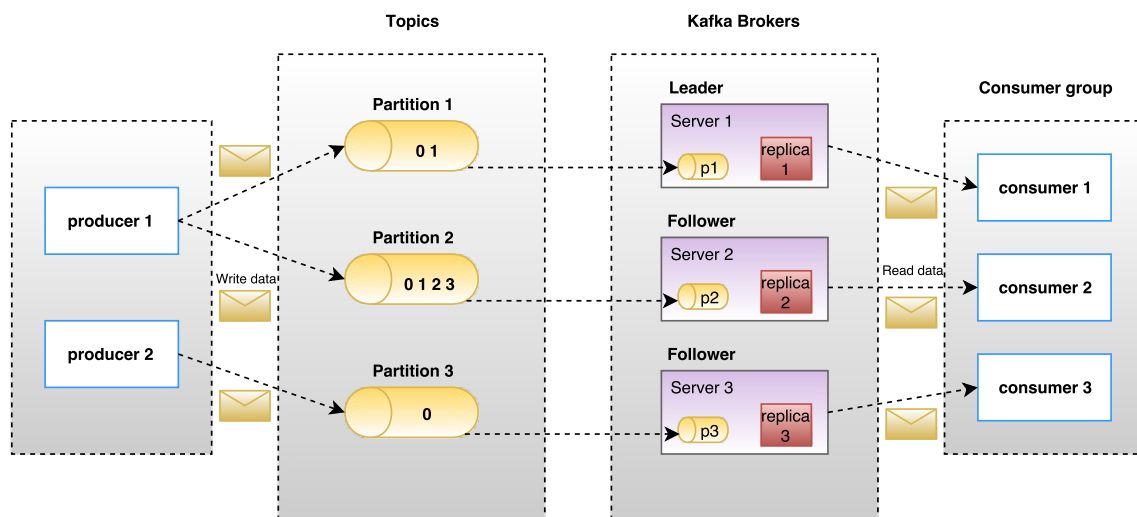 Topics
Kafka Brokers
Consumer group
producer 1
producer 2
Write data
Partition 1
0 1
Partition 2
0 1 2 3
Partition 3
0
Leader
Server 1
p1
replica
1
Follower
Server 2
p2
replica
2
Follower
Server 3
p3
replica
3
Read data
consumer 1
consumer 2
consumer 3